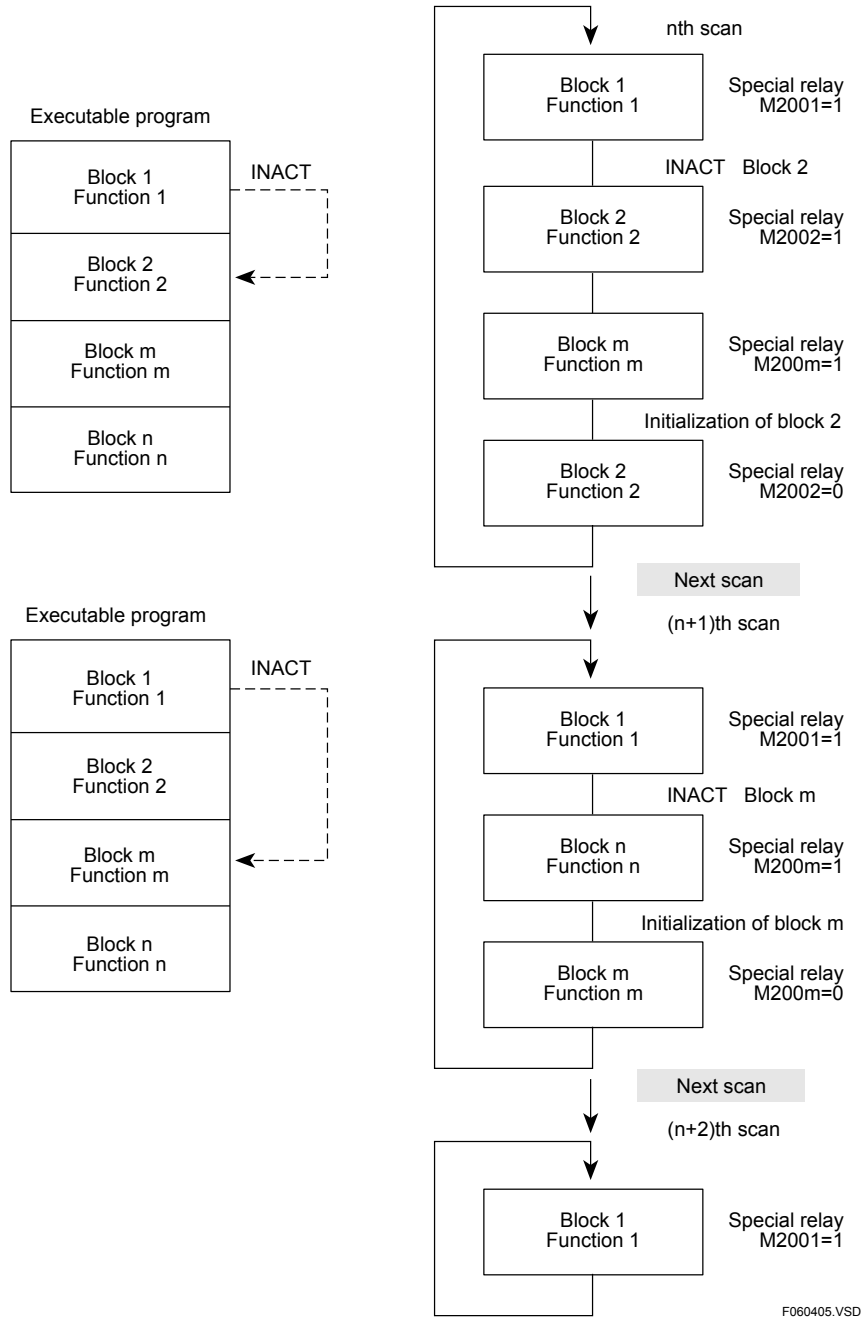 Executable program
Block 1
Function 1
INACT
Block 2
Function 2
Block m
Function m
Block n
Function n
nth scan
Block 1
Function 1
Special relay
M2001=1
INACT Block 2
Block 2
Function 2
Special relay
M2002=1
Block m
Function m
Special relay
M200m=1
Initialization of block 2
Block 2
Function 2
Special relay
M2002=0
Next scan
Executable program
Block 1
Function 1
INACT
Block 2
Function 2
Block m
Function m
Block n
Function n
(n+1)th scan
Block 1
Function 1
Special relay
M2001=1
INACT Block m
Block n
Function n
Special relay
M200m=1
Initialization of block m
Block m
Function m
Special relay
M200m=0
Next scan
(n+2)th scan
Block 1
Function 1
Special relay
M2001=1
F060405.VSD